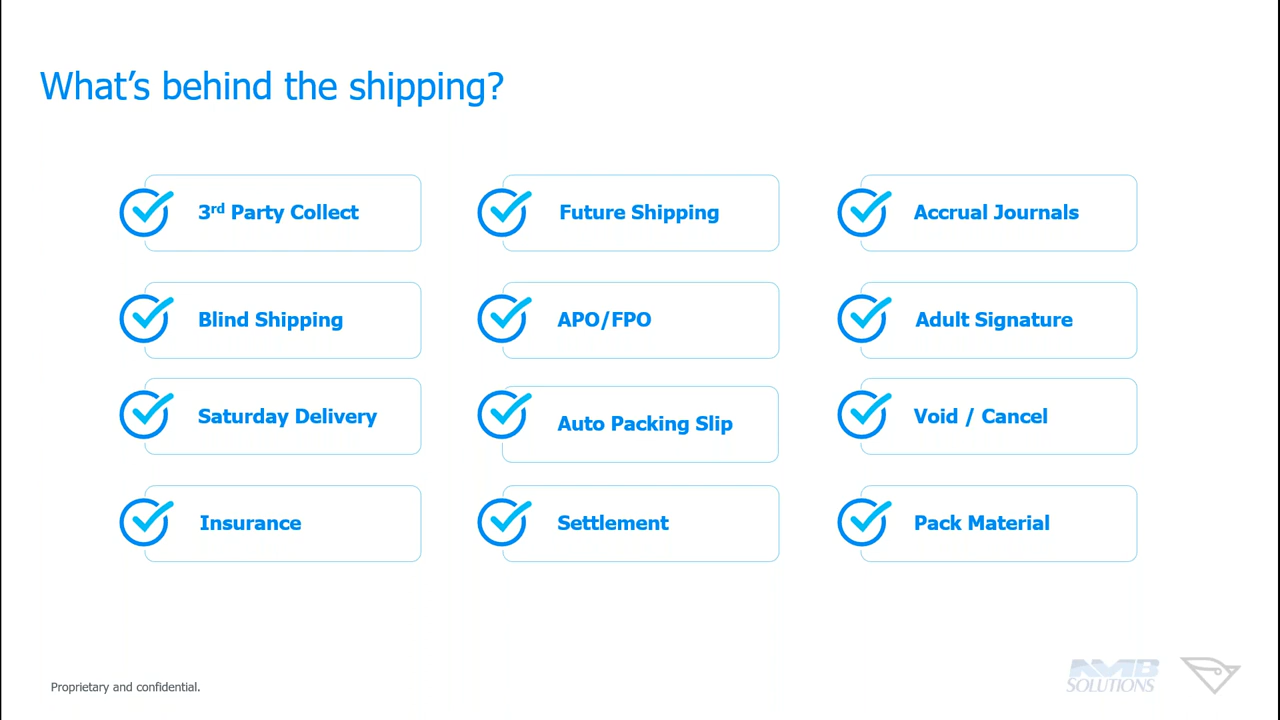 What's behind the shipping?
3rd Party Collect
Future Shipping
Accrual Journals
Blind Shipping
APO/FPO
Adult Signature
Saturday Delivery
Auto Packing Slip
Void / Cancel
Insurance
Settlement
Pack Material
Proprietary and confidential.
NMB
SOLUTIONS